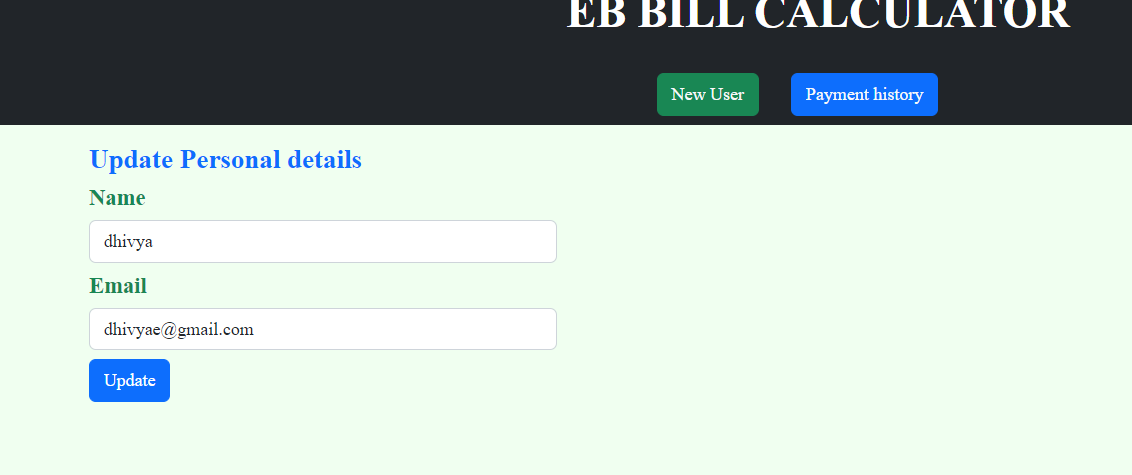 EB BILL CALCULATOR
New User
Payment history
Update Personal details
Name
dhivya
Email
dhivyae@gmail.com
Update